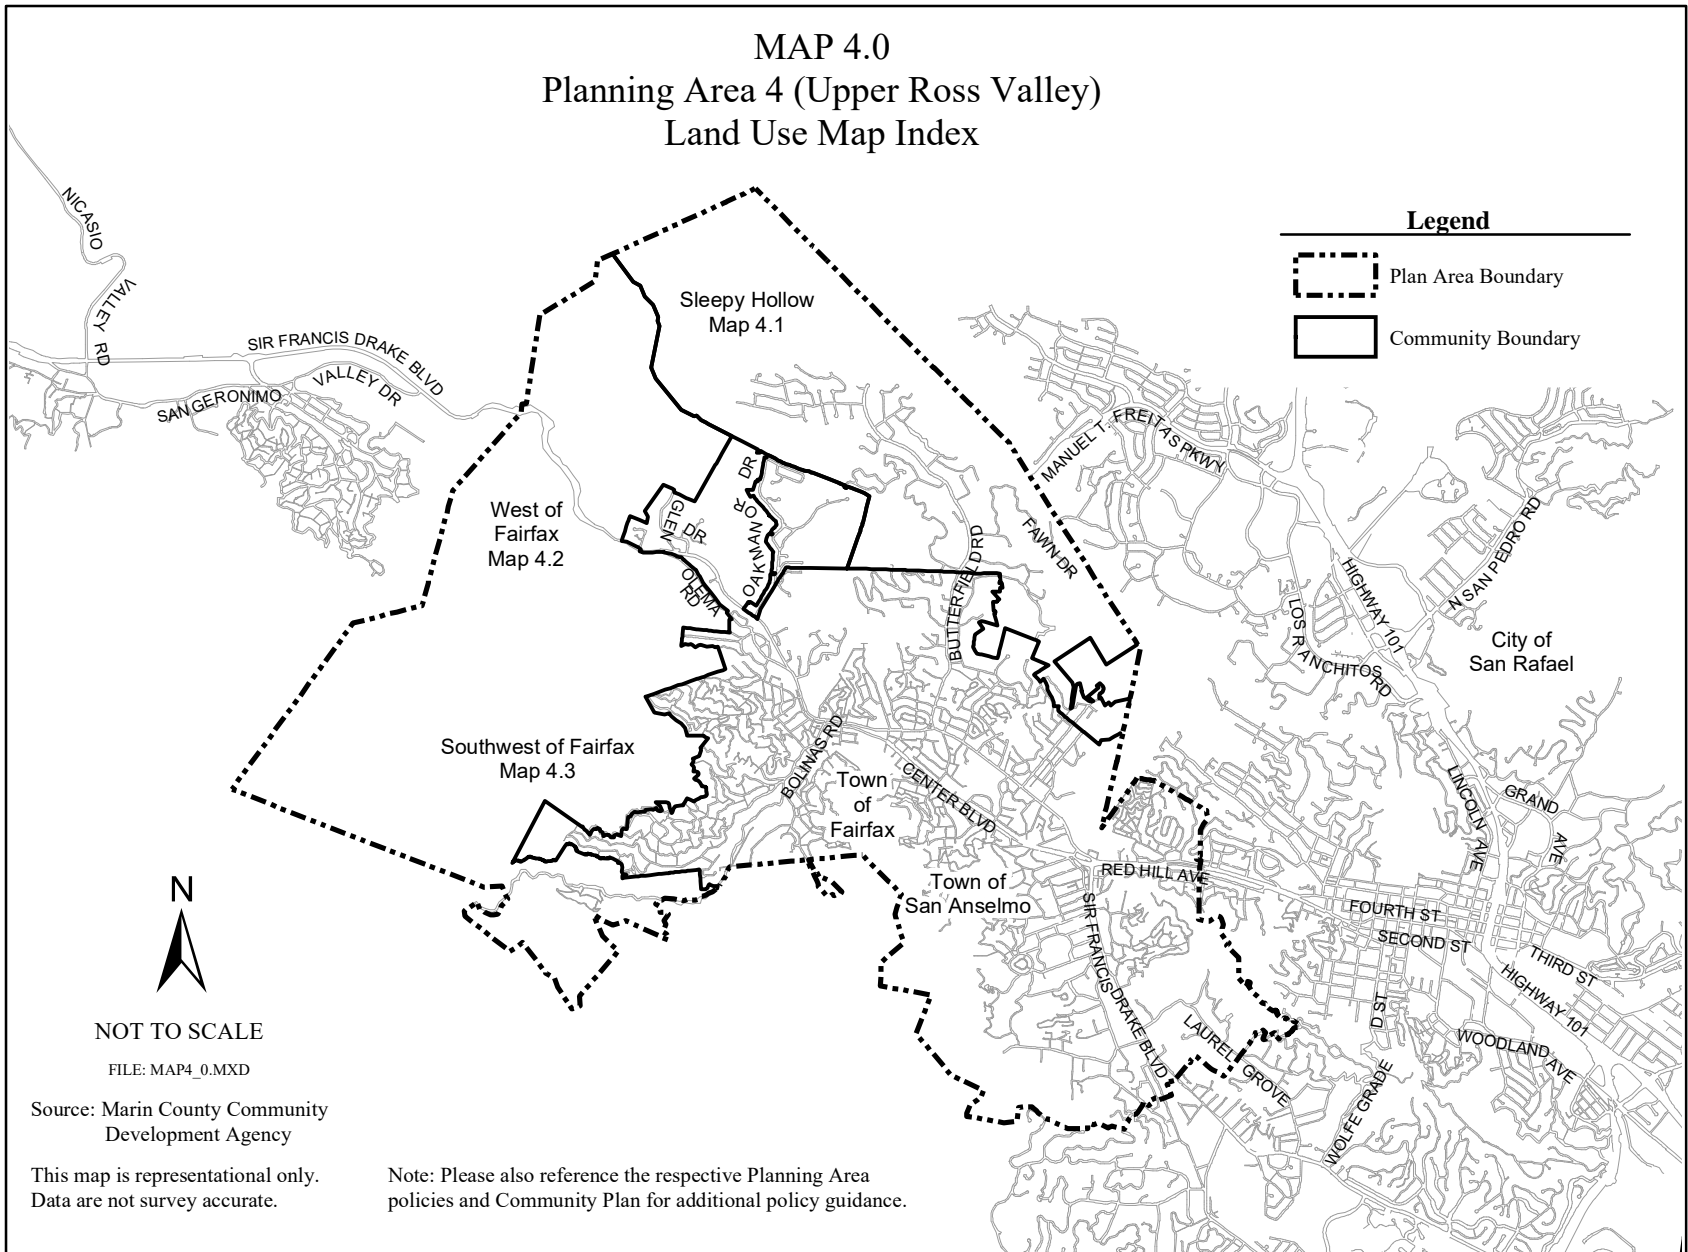 MAP 4.0
Planning Area 4 (Upper Ross Valley)
Land Use Map Index
Legend
Plan Area Boundary
Community Boundary
NICASIO
VALLEY RD
SIR FRANCIS DRAKE BLVD
SAN GERONIMO
VALLEY DR
Sleepy Hollow
Map 4.1
MANUEL T. FREITAS PKWY
West of
Fairfax
Map 4.2
GLEN
DR
OAKMAN
DR
DR
OLEMA
RD
BUTTERFIELD RD
FAWN DR
HIGHWAY 101
N SAN PEDRO RD
LOS RANCHITOS
RD
City of
San Rafael
Southwest of Fairfax
Map 4.3
BOLINAS RD
Town
of
Fairfax
CENTER BLVD
LINCOLN AVE
GRAND
AVE
RED HILL AVE
Town of
San Anselmo
SIR FRANCIS
DRAKE BLVD
FOURTH ST
SECOND ST
THIRD ST
HIGHWAY 101
D ST
WOODLAND AVE
LAUREL
GROVE
WOLFE GRADE
N
NOT TO SCALE
FILE: MAP4_0.MXD
Source: Marin County Community
Development Agency
This map is representational only.
Data are not survey accurate.
Note: Please also reference the respective Planning Area
policies and Community Plan for additional policy guidance.